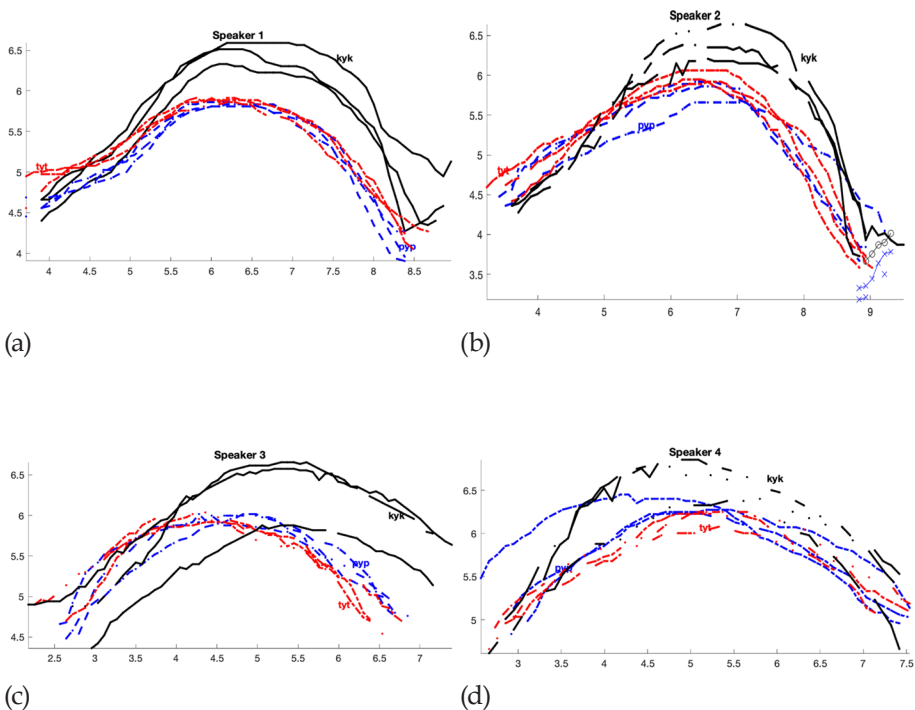 Speaker 1
6.5
6
5.5
5
4.5
4
kyk
tyt
pyp
4 4.5 5 5.5 6 6.5 7 7.5 8 8.5
(a)
Speaker 2
6.5
6
5.5
5
4.5
4
3.5
kyk
pyp
tyt
4 5 6 7 8 9
(b)
Speaker 3
6.5
6
5.5
5
4.5
kyk
pyp
tyt
2.5 3 3.5 4 4.5 5 5.5 6 6.5 7
(c)
Speaker 4
6.5
6
5.5
5
kyk
tyt
pyp
3 3.5 4 4.5 5 5.5 6 6.5 7 7.5
(d)